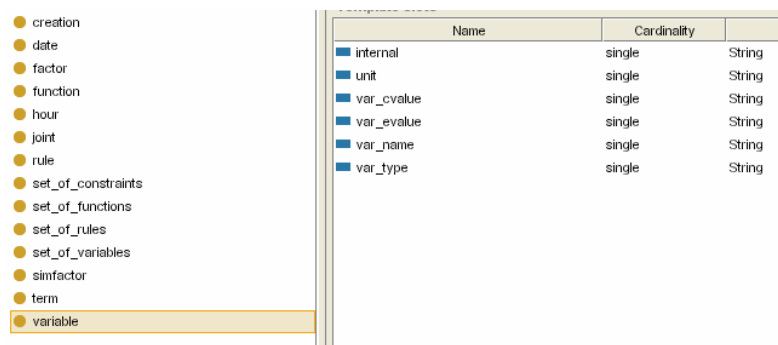 creation
date
factor
function
hour
joint
rule
set_of_constraints
set_of_functions
set_of_rules
set_of_variables
simfactor
term
variable
Name Cardinality
internal single String
unit single String
var_cvalue single String
var_evalue single String
var_name single String
var_type single String